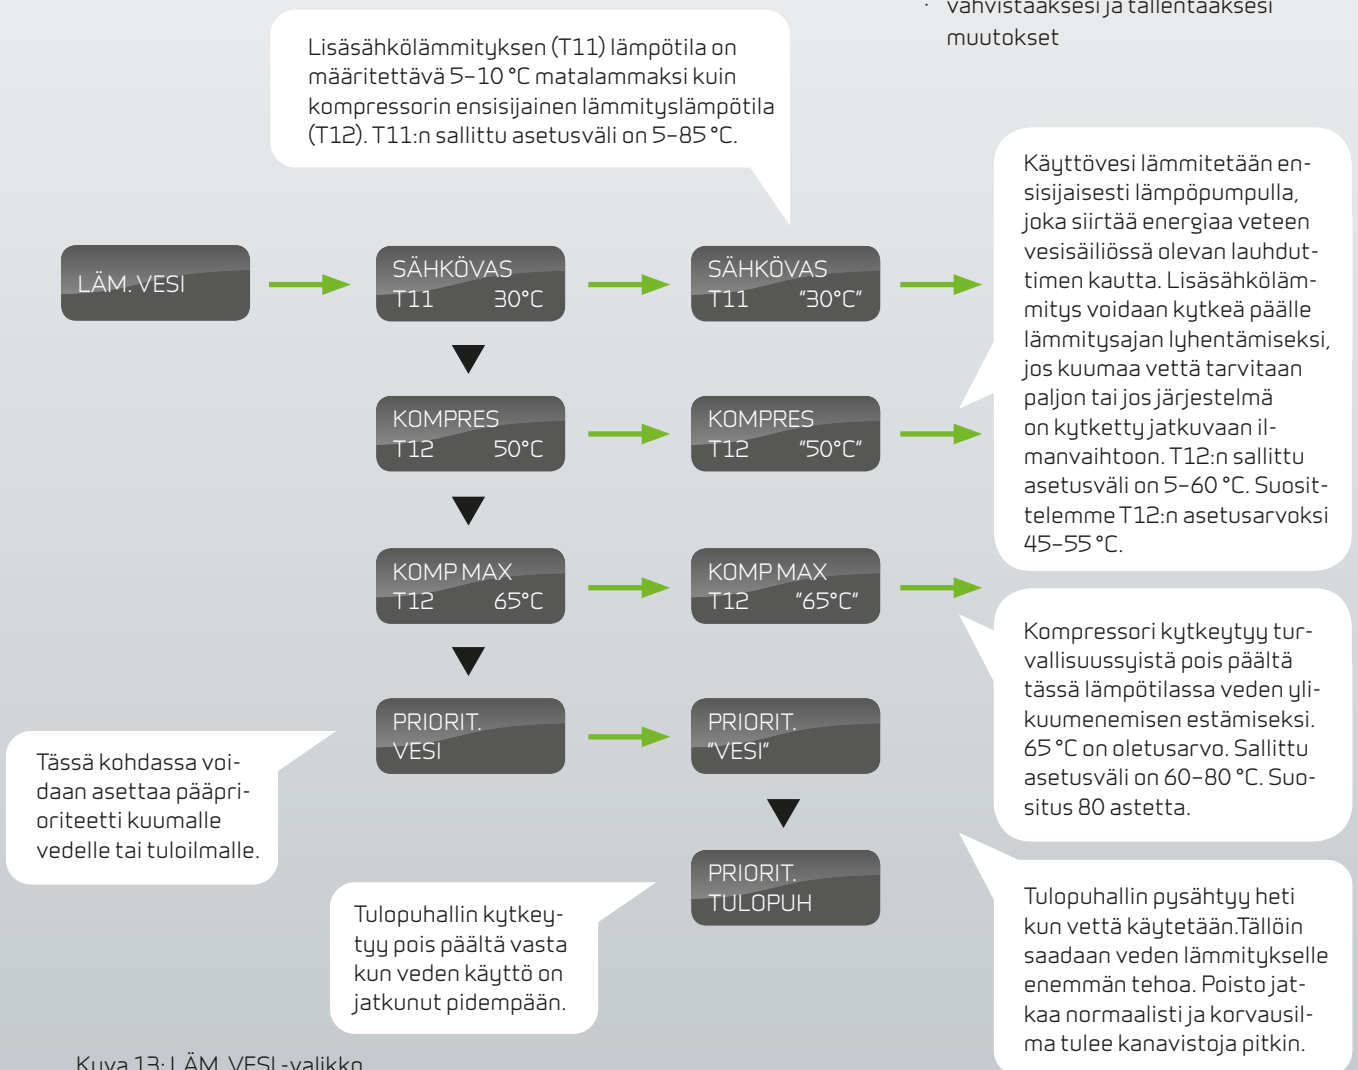 vahvistaaksesi ja tallentaaksesi
muutokset
Lisäsähkölämmityksen (T11) lämpötila on
määritettävä 5–10 °C matalammaksi kuin
kompressorin ensisijainen lämmityslämpötila
(T12). T11:n sallittu asetusväli on 5–85 °C.
LÄM. VESI
SÄHKÖVAS
T11 30°C
SÄHKÖVAS
T11 "30°C"
Käyttövesi lämmitetään en-
sisijaisesti lämpöpumpulla,
joka siirtää energiaa veteen
vesisäiliössä olevan lauhdut-
timen kautta. Lisäsähköläm-
mitys voidaan kytkeä päälle
lämmitysajan lyhentämiseksi,
jos kuumaa vettä tarvitaan
paljon tai jos järjestelmä
on kytketty jatkuvaan il-
manvaihtoon. T12:n sallittu
asetusväli on 5–60 °C. Suosit-
telemme T12:n asetusarvoksi
45–55 °C.
KOMPRES
T12 50°C
KOMPRES
T12 "50°C"
KOMP MAX
T12 65°C
KOMP MAX
T12 "65°C"
Kompressori kytkeytyy tur-
vallisuussyistä pois päältä
tässä lämpötilassa veden yli-
kuumenemisen estämiseksi.
65 °C on oletusarvo. Sallittu
asetusväli on 60–80 °C. Suo-
situs 80 astetta.
PRIORIT.
VESI
PRIORIT.
"VESI"
Tässä kohdassa voi-
daan asettaa pääpri-
oriteetti kuumalle
vedelle tai tuloilmalle.
PRIORIT.
TULOPUH
Tulopuhallin kytkey-
tyy pois päältä vasta
kun veden käyttö on
jatkunut pidempään.
Tulopuhallin pysähtyy heti
kun vettä käytetään.Tällöin
saadaan veden lämmitykselle
enemmän tehoa. Poisto jat-
kaa normaalisti ja korvausil-
ma tulee kanavistoja pitkin.
Kuva 13: LÄM. VESI -valikko